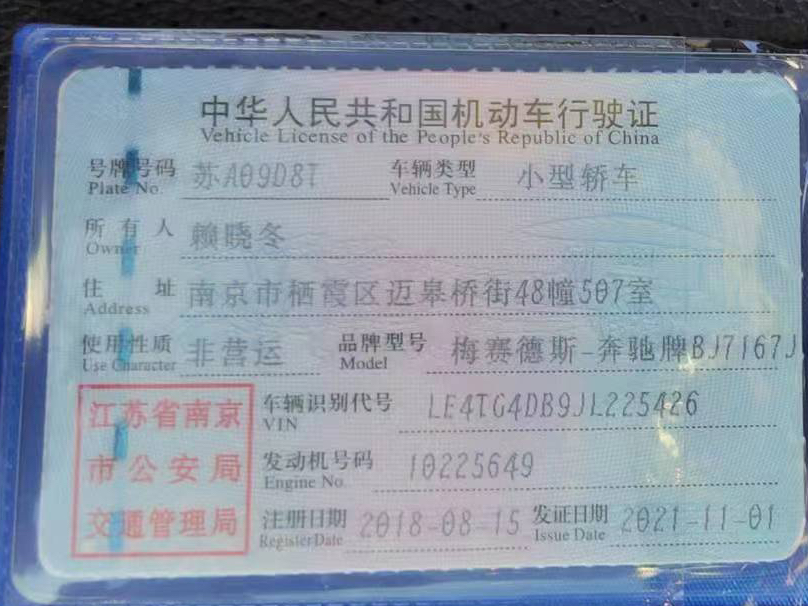 中华人民共和国机动车行驶证
Vehicle License of the People's Republic of China
号牌号码 苏A09D8T 车辆类型 小型轿车
Plate No. Vehicle Type
所有人 赖晓冬
Owner
住址 南京市栖霞区迈皋桥街48幢507室
Address
使用性质 非营运 品牌型号 梅赛德斯-奔驰牌BJ7167J
Use Character Model
江苏省南京
市公安局
交通管理局
车辆识别代号 LE4TG4DB9JL225426
VIN
发动机号码 10225649
Engine No.
注册日期 2018-08-15 发证日期 2021-11-01
Register Date Issue Date